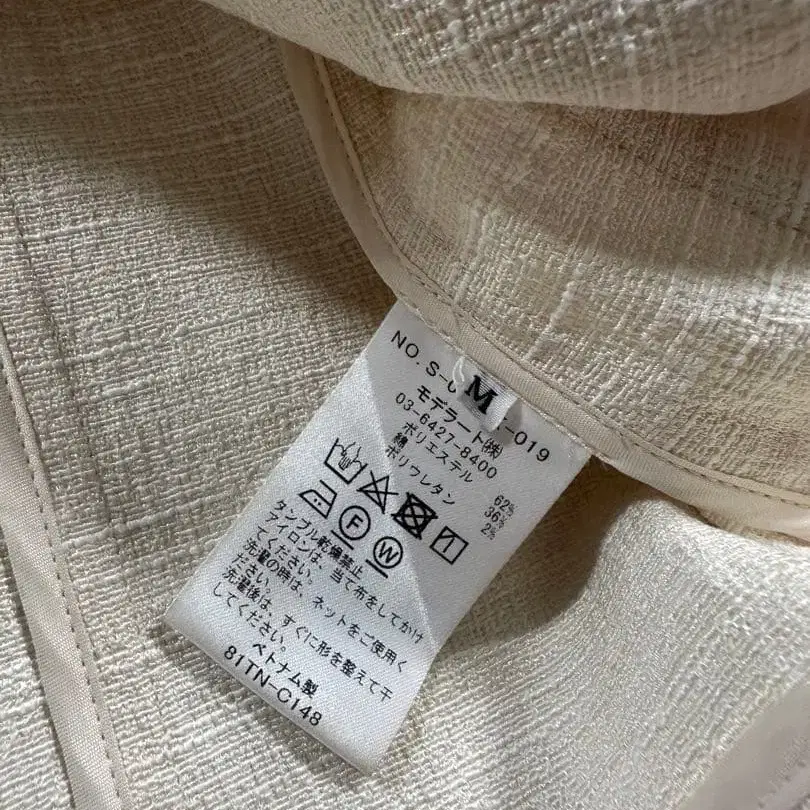 NO. S-0
-019
M
モデラート㈱
03-6427-8400
ポリエステル 62%
綿 36%
ポリウレタン 2%
F W
タンブル乾燥禁止
アイロンは、当て布をしてかけ
てください。
洗濯の時は、ネットをご使用く
ださい。
洗濯後は、すぐに形を整えて干
してください。
ベトナム製
81TN-C148